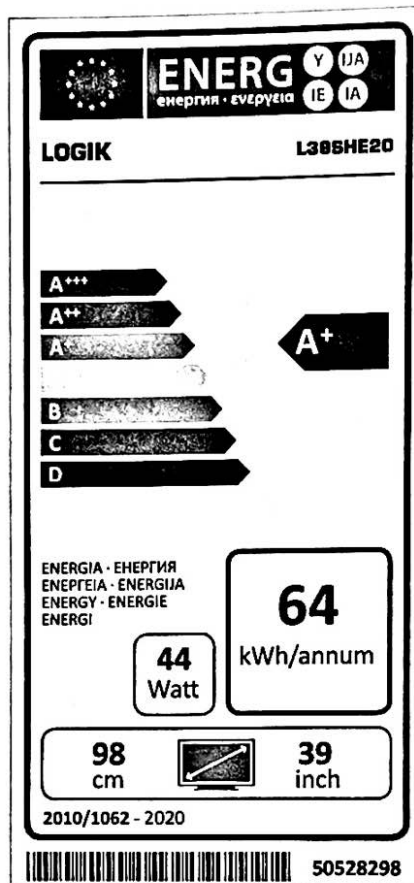 ENERG
енергия · ενεργεια
Y IJA
IE IA
LOGIK L39SHE20
A+++
A++
A
B
C
D
A+
ENERGIA · ЕНЕРГИЯ
ΕΝΕΡΓΕΙΑ · ENERGIJA
ENERGY · ENERGIE
ENERGI
64
kWh/annum
44
Watt
98
cm
39
inch
2010/1062 - 2020
50528298